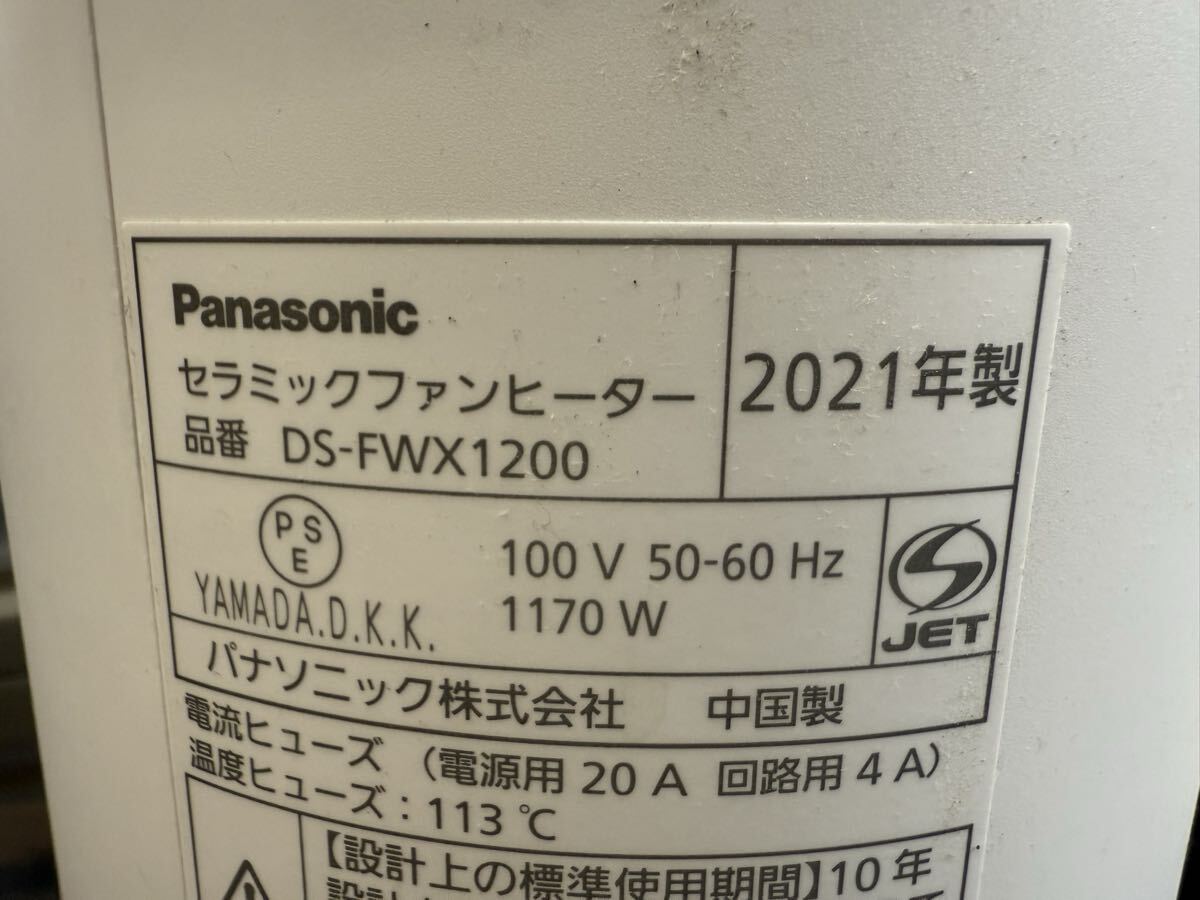 Panasonic
セラミックファンヒーター
品番 DS-FWX1200
2021年製
PS
E
YAMADA.D.K.K.
100 V 50-60 Hz
1170 W
JET
パナソニック株式会社 中国製
電流ヒューズ (電源用 20 A 回路用 4 A)
温度ヒューズ : 113 ℃
【設計上の標準使用期間】10 年